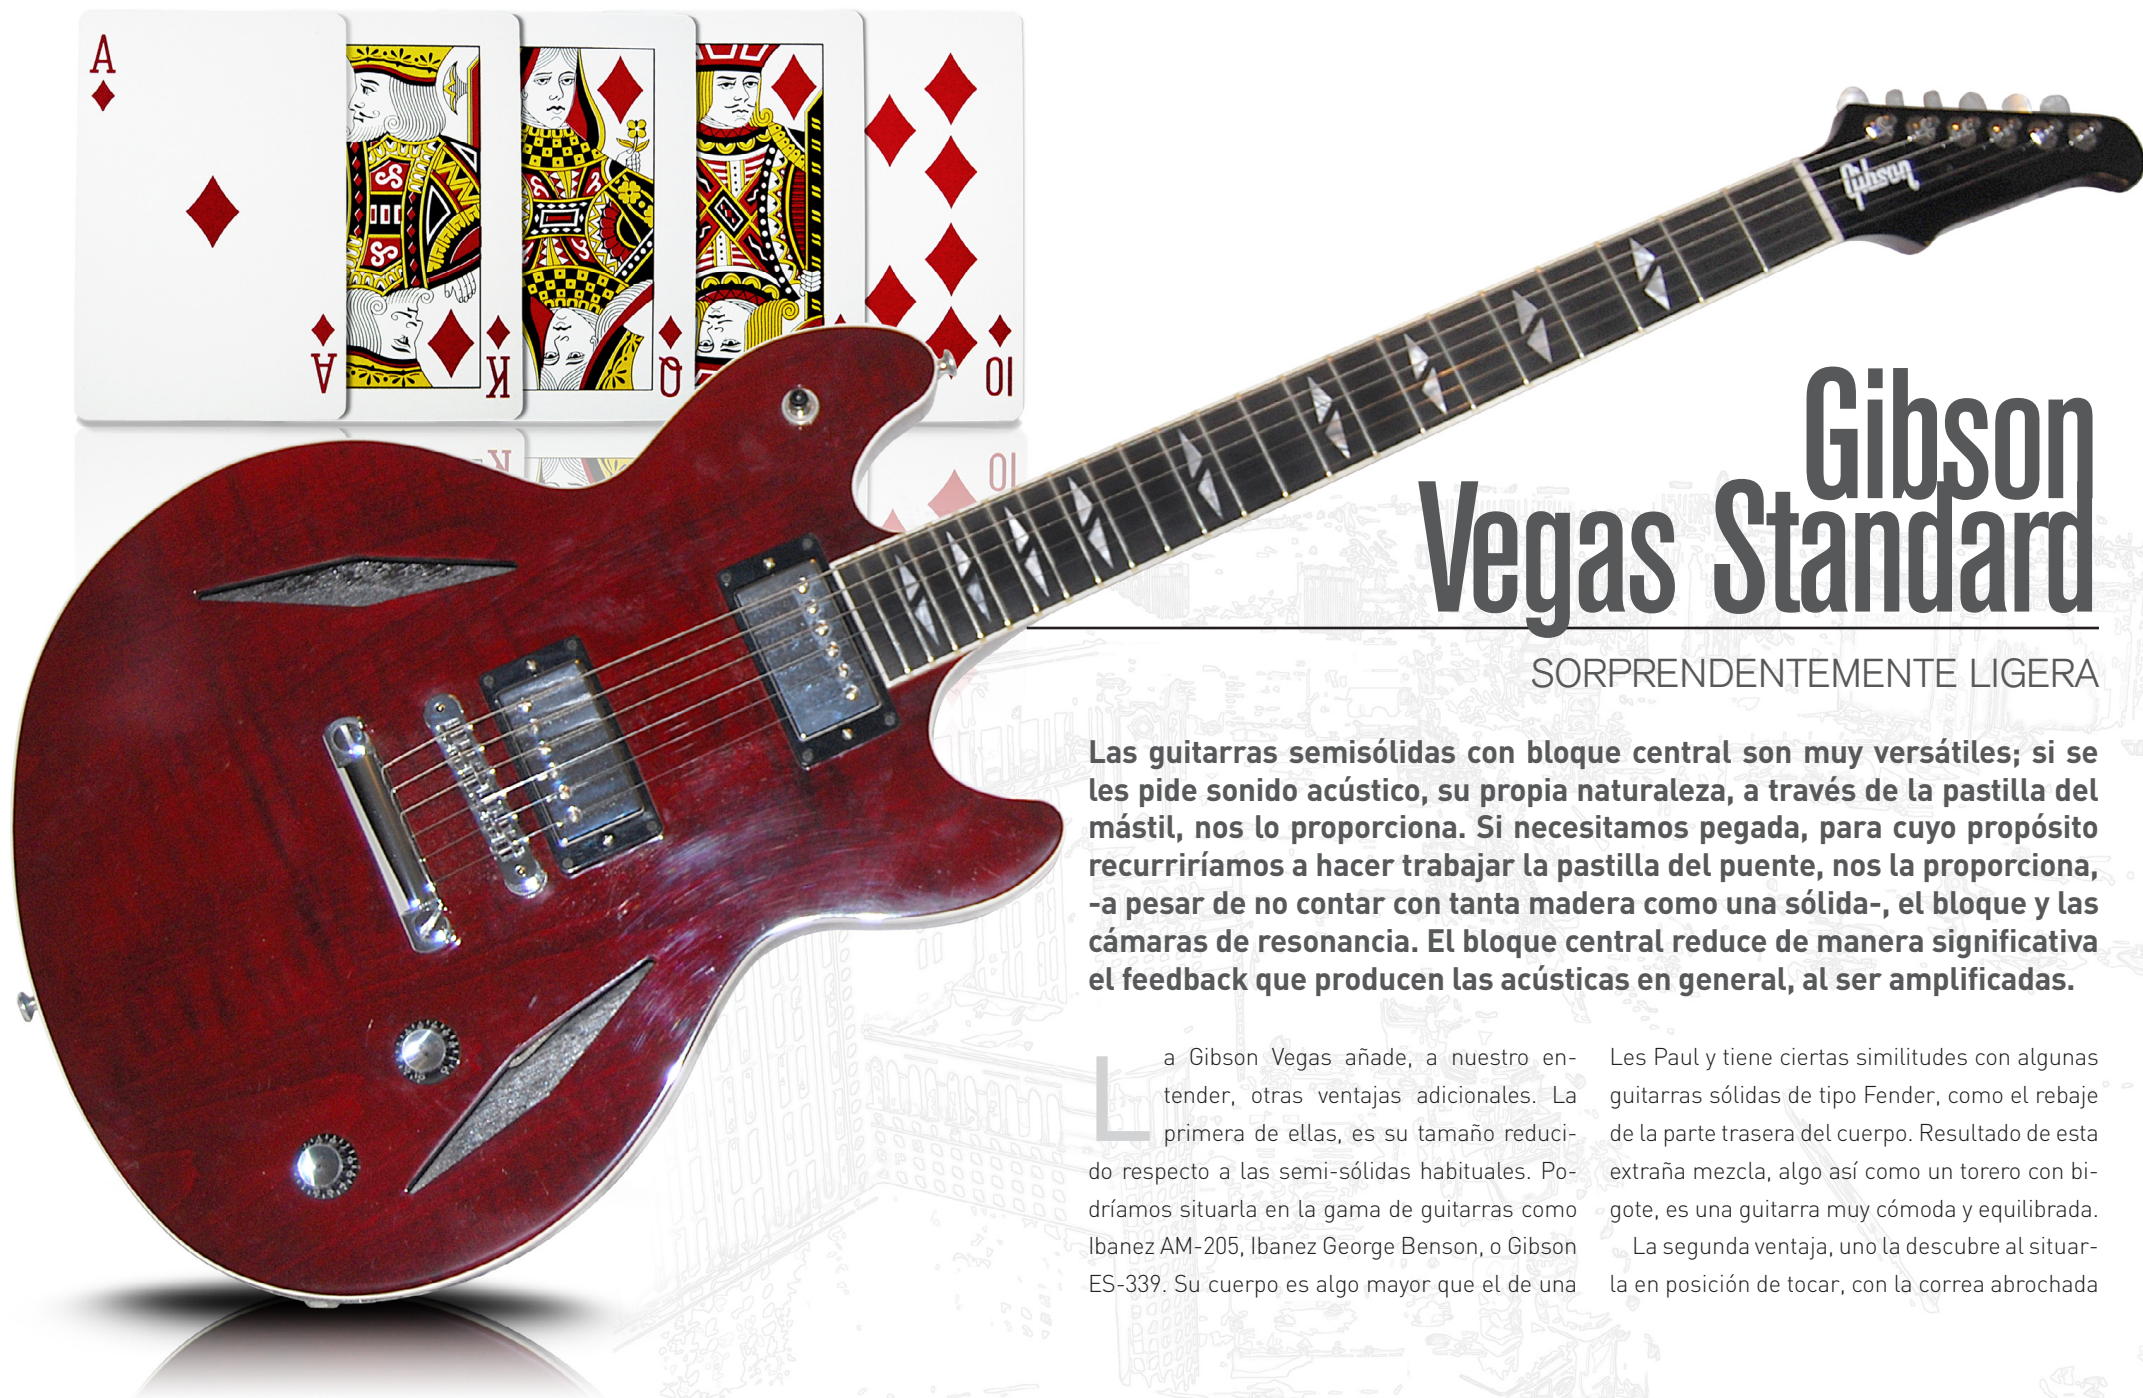 A
A
K
Q
10
K
10
Gibson
Gibson
Vegas Standard
SORPRENDENTEMENTE LIGERA
Las guitarras semisólidas con bloque central son muy versátiles; si se
les pide sonido acústico, su propia naturaleza, a través de la pastilla del
mástil, nos lo proporciona. Si necesitamos pegada, para cuyo propósito
recurriríamos a hacer trabajar la pastilla del puente, nos la proporciona,
-a pesar de no contar con tanta madera como una sólida-, el bloque y las
cámaras de resonancia. El bloque central reduce de manera significativa
el feedback que producen las acústicas en general, al ser amplificadas.
La Gibson Vegas añade, a nuestro en-
tender, otras ventajas adicionales. La
primera de ellas, es su tamaño reduci-
do respecto a las semi-sólidas habituales. Po-
dríamos situarla en la gama de guitarras como
Ibanez AM-205, Ibanez George Benson, o Gibson
ES-339. Su cuerpo es algo mayor que el de una
Les Paul y tiene ciertas similitudes con algunas
guitarras sólidas de tipo Fender, como el rebaje
de la parte trasera del cuerpo. Resultado de esta
extraña mezcla, algo así como un torero con bi-
gote, es una guitarra muy cómoda y equilibrada.
La segunda ventaja, uno la descubre al situar-
la en posición de tocar, con la correa abrochada